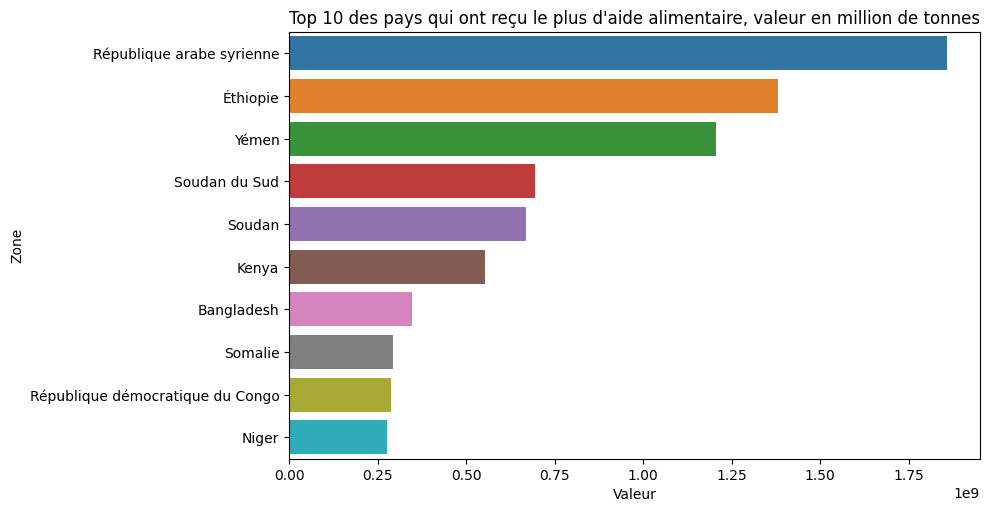 Top 10 des pays qui ont reçu le plus d'aide alimentaire, valeur en million de tonnes
République arabe syrienne
Éthiopie
Yémen
Soudan du Sud
Soudan
Zone
Kenya
Bangladesh
Somalie
République démocratique du Congo
Niger
0.00 0.25 0.50 0.75 1.00 1.25 1.50 1.75
1e9
Valeur